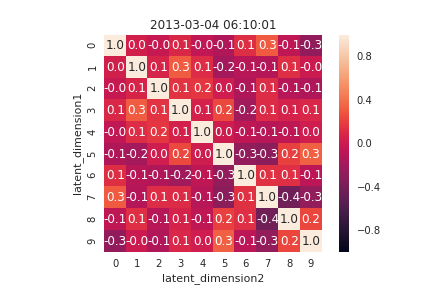 2013-03-04 06:10:01
latent_dimension1
0 1.0 0.0 -0.0 0.1 -0.0 -0.1 0.1 0.3 -0.1 -0.3
1 0.0 1.0 0.1 0.3 0.1 -0.2 -0.1 -0.1 0.1 -0.0
2 -0.0 0.1 1.0 0.1 0.2 0.0 -0.1 0.1 -0.1 -0.1
3 0.1 0.3 0.1 1.0 0.1 0.2 -0.2 0.1 0.1 0.1
4 -0.0 0.1 0.2 0.1 1.0 0.0 -0.1 -0.1 -0.1 0.0
5 -0.1 -0.2 0.0 0.2 0.0 1.0 -0.3 -0.3 0.2 0.3
6 0.1 -0.1 -0.1 -0.2 -0.1 -0.3 1.0 0.1 0.1 -0.1
7 0.3 -0.1 0.1 0.1 -0.1 -0.3 0.1 1.0 -0.4 -0.3
8 -0.1 0.1 -0.1 0.1 -0.1 0.2 0.1 -0.4 1.0 0.2
9 -0.3 -0.0 -0.1 0.1 0.0 0.3 -0.1 -0.3 0.2 1.0
0 1 2 3 4 5 6 7 8 9
latent_dimension2
0.8
0.4
0.0
−0.4
−0.8